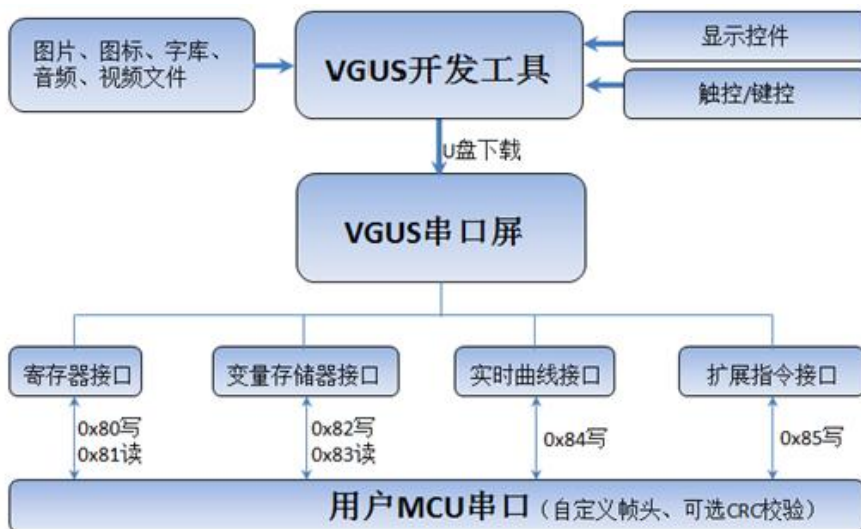 图片、图标、字库、
音频、视频文件
VGUS开发工具
显示控件
触控/键控
U盘下载
VGUS串口屏
寄存器接口
变量存储器接口
实时曲线接口
扩展指令接口
0x80写
0x81读
0x82写
0x83读
0x84写
0x85写
用户MCU串口（自定义帧头、可选CRC校验）